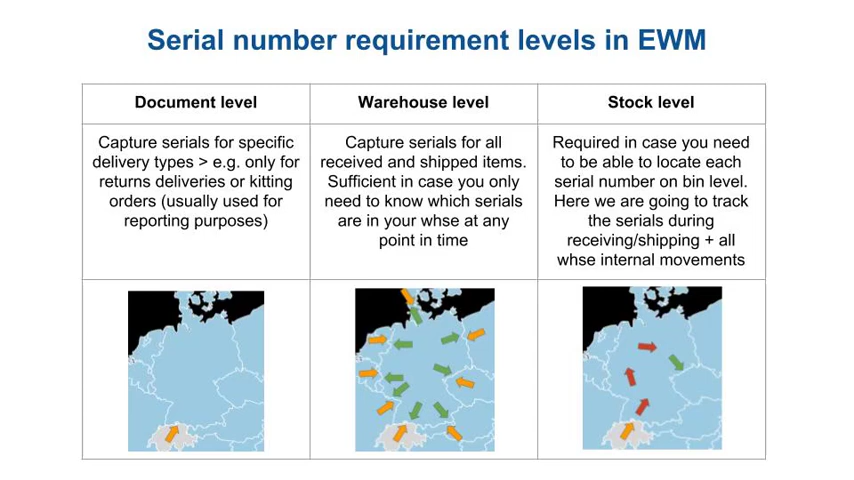 Serial number requirement levels in EWM
Document level
Warehouse level
Stock level
Capture serials for specific
delivery types > e.g. only for
returns deliveries or kitting
orders (usually used for
reporting purposes)
Capture serials for all
received and shipped items.
Sufficient in case you only
need to know which serials
are in your whse at any
point in time
Required in case you need
to be able to locate each
serial number on bin level.
Here we are going to track
the serials during
receiving/shipping + all
whse internal movements